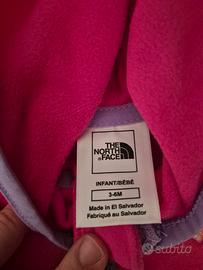 THE
NORTH
FACE
INFANT/BÉBÉ
3-6M
Made in El Salvador
Fabriqué au Salvador
subito